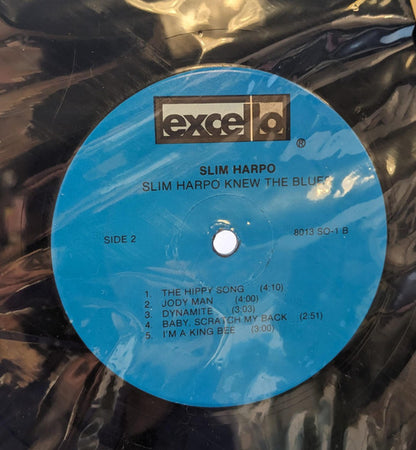 excello
®
SLIM HARPO
SLIM HARPO KNEW THE BLUES
SIDE 2
8013 SO-1 B
1. THE HIPPY SONG (4:10)
2. JODY MAN (4:00)
3. DYNAMITE (3:03)
4. BABY, SCRATCH MY BACK (2:51)
5. I'M A KING BEE (3:00)